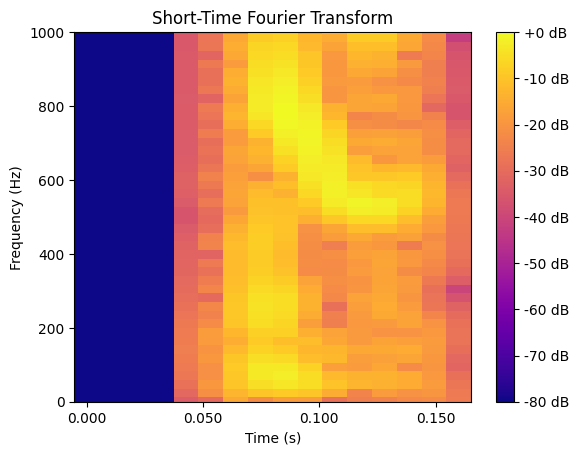 Short-Time Fourier Transform
1000
800
600
400
200
0
Frequency (Hz)
0.000
0.050
0.100
0.150
Time (s)
+0 dB
-10 dB
-20 dB
-30 dB
-40 dB
-50 dB
-60 dB
-70 dB
-80 dB